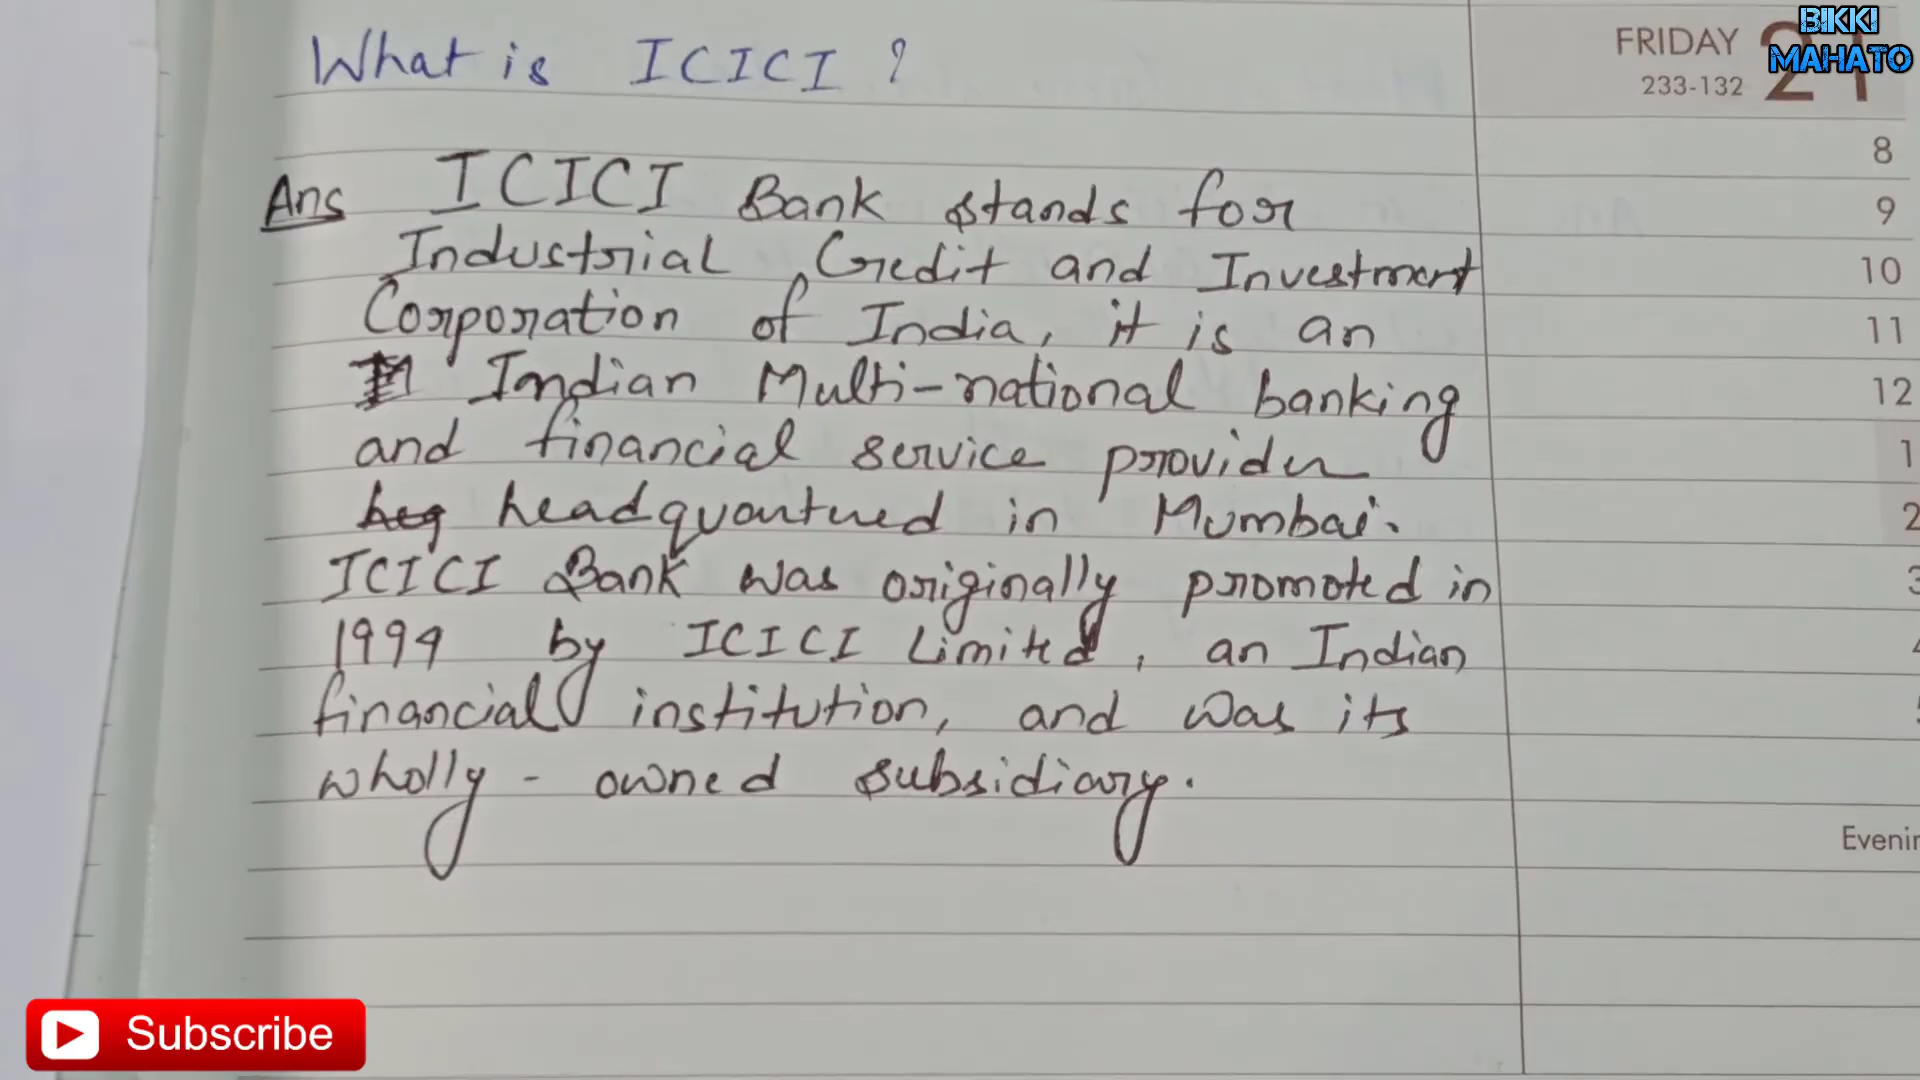 BIKKI
MAHATO
FRIDAY 21
233-132
What is ICICI ?
Ans ICICI Bank stands for
Industrial Credit and Investment
Corporation of India, it is an
Indian Multi-national banking
and financial service provider
headquartered in Mumbai.
ICICI Bank was originally promoted in
1994 by ICICI Limited, an Indian
financial institution, and was its
wholly - owned subsidiary.
8
9
10
11
12
1
2
3
Subscribe